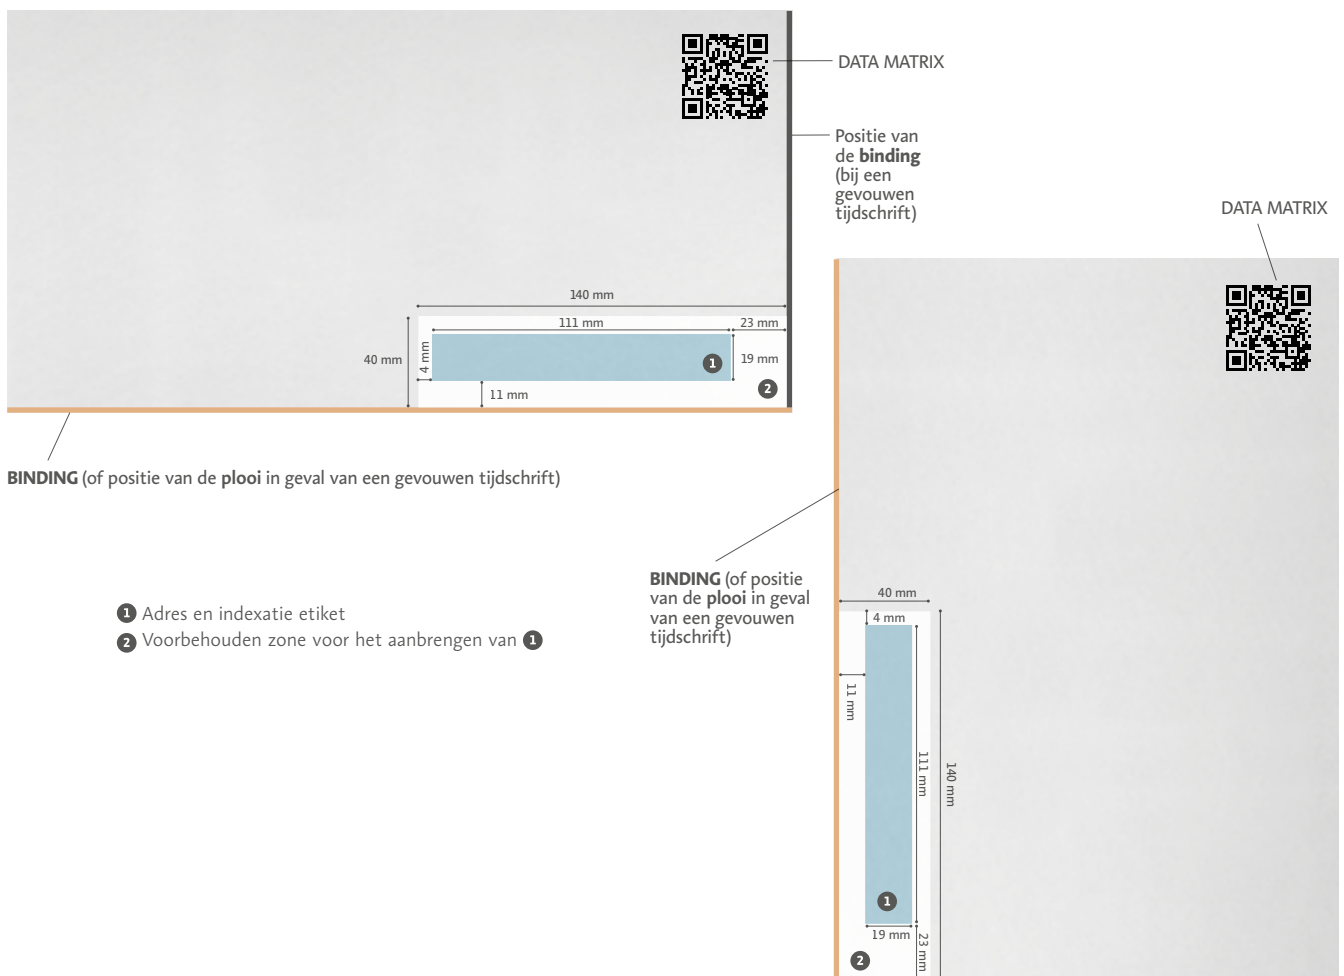 DATA MATRIX
Positie van
de binding
(bij een
gevouwen
tijdschrift)
140 mm
111 mm
23 mm
40 mm
4 mm
19 mm
1
2
11 mm
BINDING (of positie van de plooi in geval van een gevouwen tijdschrift)
1 Adres en indexatie etiket
2 Voorbehouden zone voor het aanbrengen van 1
DATA MATRIX
BINDING (of positie
van de plooi in geval
van een gevouwen
tijdschrift)
40 mm
4 mm
11 mm
111 mm
140 mm
1
19 mm
23 mm
2